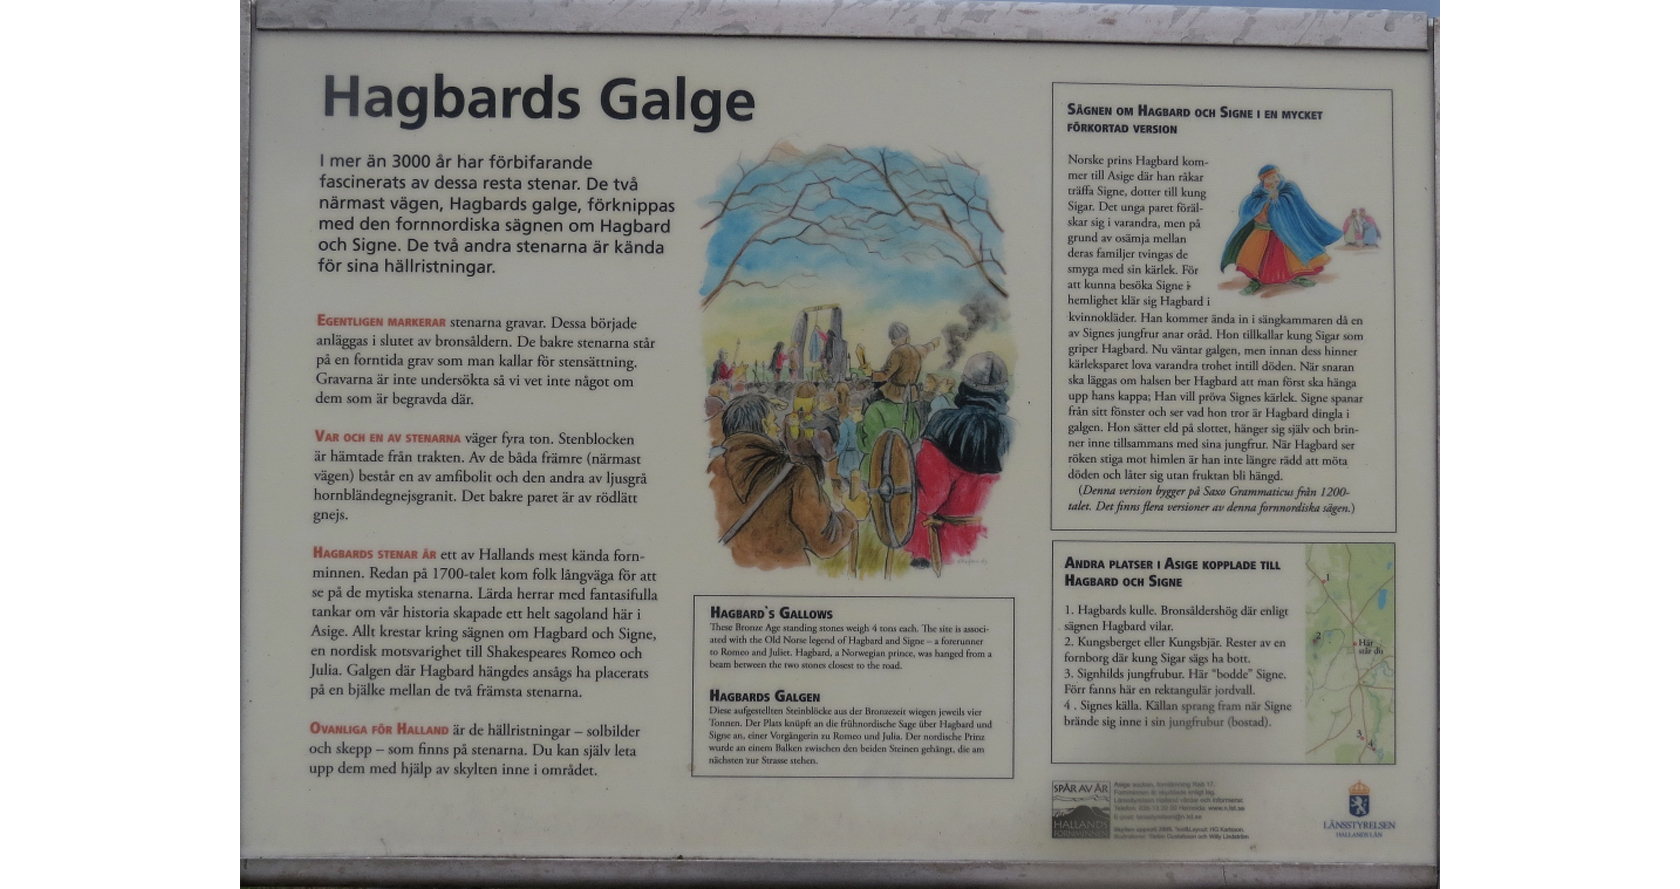 Hagbards Galge
I mer än 3000 år har förbifarande
fascinerats av dessa resta stenar. De två
närmast vägen, Hagbards galge, förknippas
med den fornnordiska sägnen om Hagbard
och Signe. De två andra stenarna är kända
för sina hällristningar.
EGENTLIGEN MARKERAR stenarna gravar. Dessa började
anläggas i slutet av bronsåldern. De bakre stenarna står
på en forntida grav som man kallar för stensättning.
Gravarna är inte undersökta så vi vet inte något om
dem som är begravda där.
VAR OCH EN AV STENARNA väger fyra ton. Stenblocken
är hämtade från trakten. Av de båda främre (närmast
vägen) består en av amfibolit och den andra av ljusgrå
hornbländegnejsgranit. Det bakre paret är av rödlätt
gnejs.
HAGBARDS STENAR ÄR ett av Hallands mest kända forn-
minnen. Redan på 1700-talet kom folk långväga för att
se på de mytiska stenarna. Lärda herrar med fantasifulla
tankar om vår historia skapade ett helt sagoland här i
Asige. Allt krestar kring sägnen om Hagbard och Signe,
en nordisk motsvarighet till Shakespeares Romeo och
Julia. Galgen där Hagbard hängdes ansågs ha placerats
på en bjälke mellan de två främsta stenarna.
OVANLIGA FÖR HALLAND är de hällristningar – solbilder
och skepp – som finns på stenarna. Du kan själv leta
upp dem med hjälp av skylten inne i området.
HAGBARD`S GALLOWS
These Bronze Age standing stones weigh 4 tons each. The site is associ-
ated with the Old Norse legend of Hagbard and Signe – a forerunner
to Romeo and Juliet. Hagbard, a Norwegian prince, was hanged from a
beam between the two stones closest to the road.
HAGBARDS GALGEN
Diese aufgestellten Steinblöcke aus der Bronzezeit wiegen jeweils vier
Tonnen. Der Plats knüpft an die frühnordische Sage über Hagbard und
Signe an, einer Vorgängerin zu Romeo und Julia. Der nordische Prinz
wurde an einem Balken zwischen den beiden Steinen gehängt, die am
nächsten zur Strasse stehen.
SÄGNEN OM HAGBARD OCH SIGNE I EN MYCKET
FÖRKORTAD VERSION
Norske prins Hagbard kom-
mer till Asige där han råkar
träffa Signe, dotter till kung
Sigar. Det unga paret föräl-
skar sig i varandra, men på
grund av osämja mellan
deras familjer tvingas de
smyga med sin kärlek. För
att kunna besöka Signe i
hemlighet klär sig Hagbard i
kvinnokläder. Han kommer ända in i sängkammaren då en
av Signes jungfrur anar oråd. Hon tillkallar kung Sigar som
griper Hagbard. Nu väntar galgen, men innan dess hinner
kärleksparet lova varandra trohet intill döden. När snaran
ska läggas om halsen ber Hagbard att man först ska hänga
upp hans kappa; Han vill pröva Signes kärlek. Signe spanar
från sitt fönster och ser vad hon tror är Hagbard dingla i
galgen. Hon sätter eld på slottet, hänger sig själv och brin-
ner inne tillsammans med sina jungfrur. När Hagbard ser
röken stiga mot himlen är han inte längre rädd att möta
döden och låter sig utan fruktan bli hängd.
(Denna version bygger på Saxo Grammaticus från 1200-
talet. Det finns flera versioner av denna fornnordiska sägen.)
ANDRA PLATSER I ASIGE KOPPLADE TILL
HAGBARD OCH SIGNE
1. Hagbards kulle. Bronsåldershög där enligt
sägnen Hagbard vilar.
2. Kungsberget eller Kungsbjär. Rester av en
fornborg där kung Sigar sägs ha bott.
3. Signhilds jungfrubur. Här "bodde" Signe.
Förr fanns här en rektangulär jordvall.
4 . Signes källa. Källan sprang fram när Signe
brände sig inne i sin jungfrubur (bostad).
1
2
Här
står du
3
4
SPÅR AV ÅR
HALLANDS
FORNMINNEN
Länsstyrelsen Halland vårdar och informerar.
LÄNSSTYRELSEN
HALLANDS LÄN